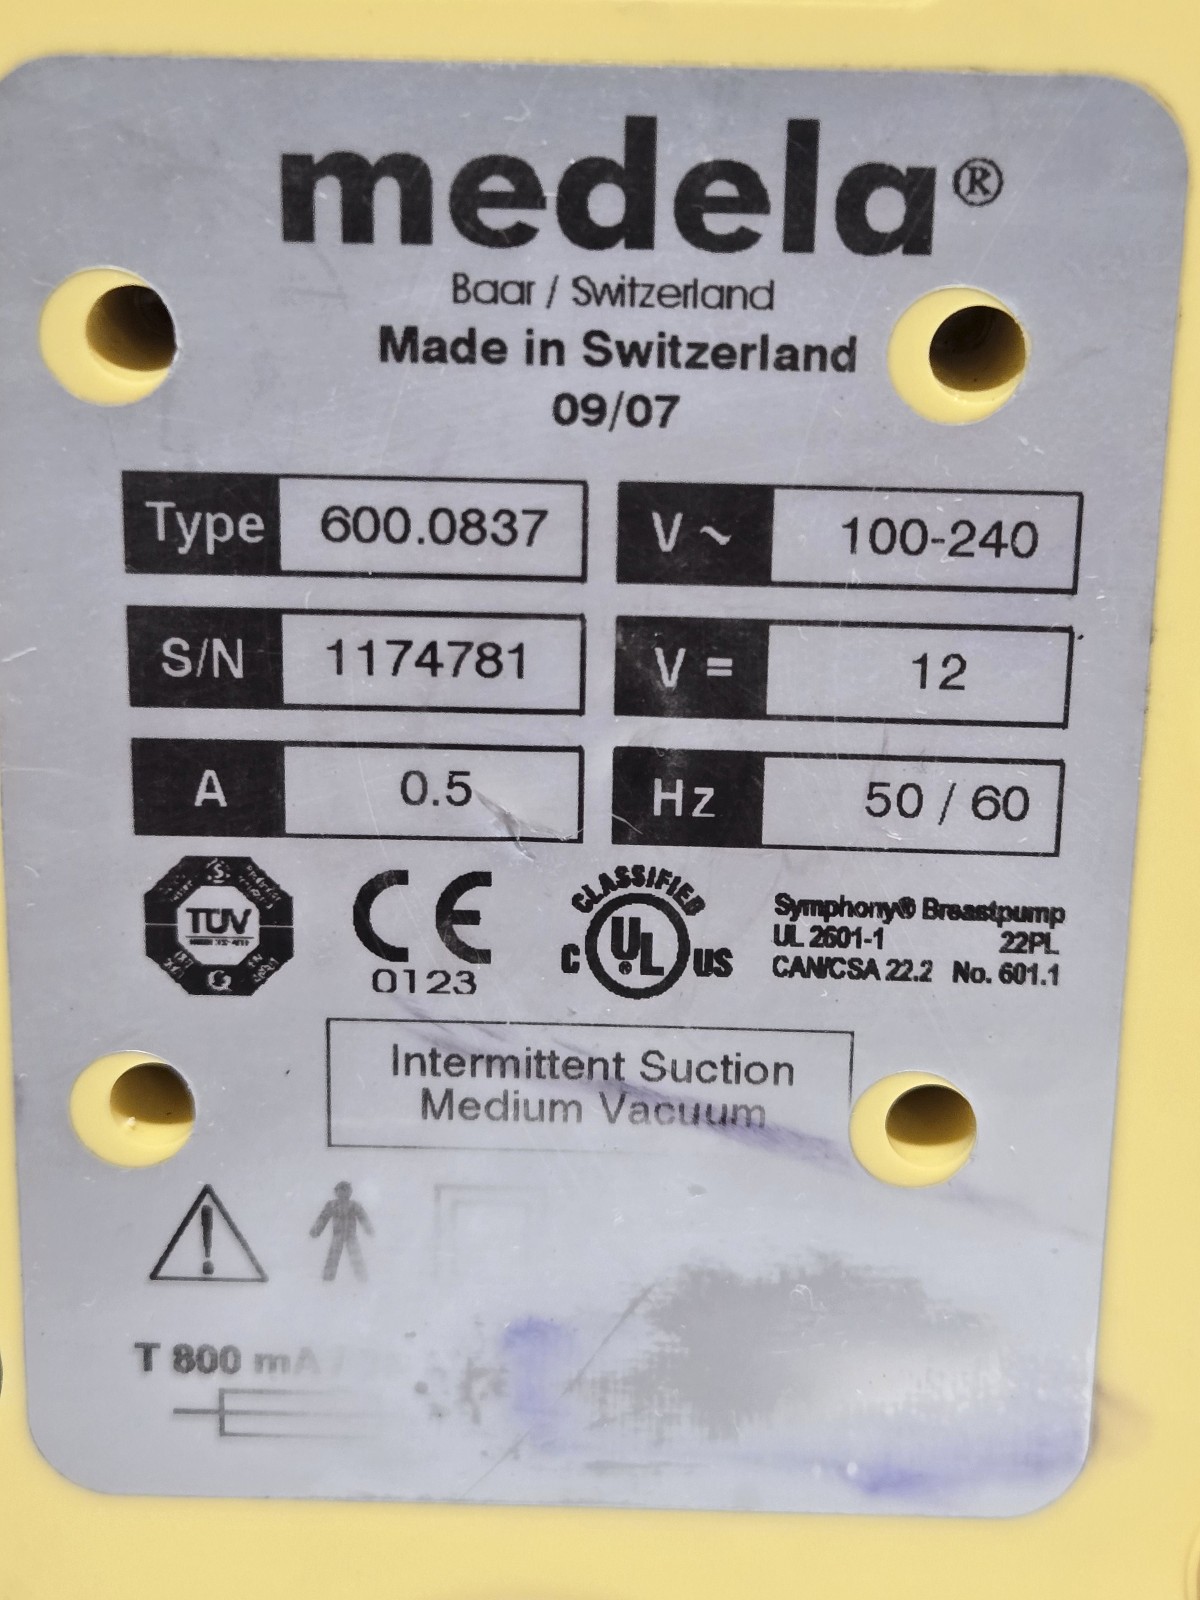 medela®
Baar / Switzerland
Made in Switzerland
09/07
Type 600.0837
V ~ 100-240
S/N 1174781
V = 12
A 0.5
Hz 50 / 60
TÜV
CE
0123
CLASSIFIED
C UL® US
Symphony® Breastpump
UL 2601-1 22PL
CAN/CSA 22.2 No. 601.1
Intermittent Suction
Medium Vacuum
T 800 mA